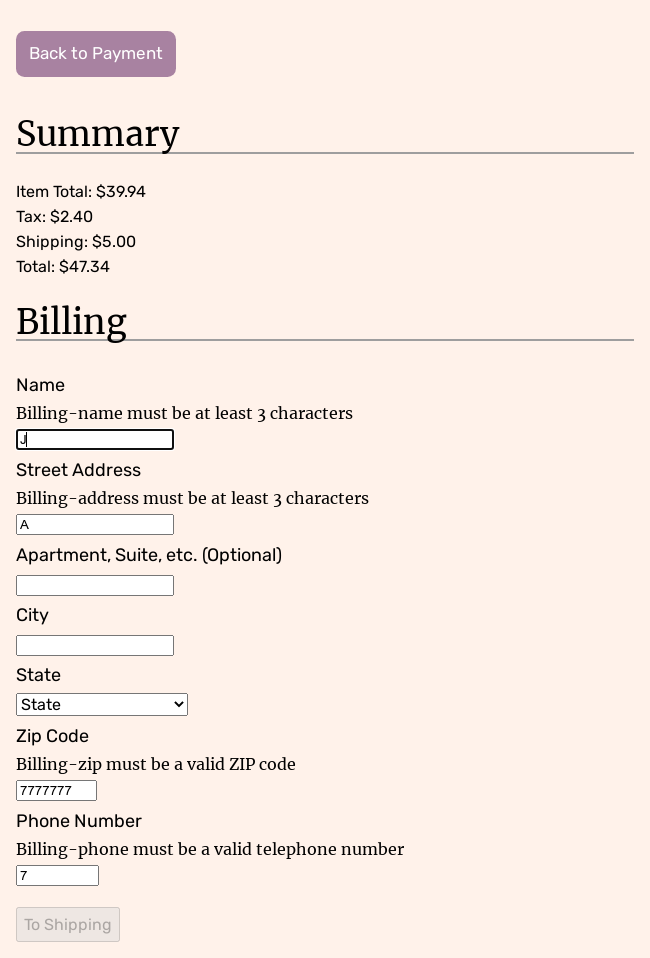 Back to Payment
Summary
Item Total: $39.94
Tax: $2.40
Shipping: $5.00
Total: $47.34
Billing
Name
Billing-name must be at least 3 characters
J
Street Address
Billing-address must be at least 3 characters
A
Apartment, Suite, etc. (Optional)
City
State
State
Zip Code
Billing-zip must be a valid ZIP code
7777777
Phone Number
Billing-phone must be a valid telephone number
7
To Shipping